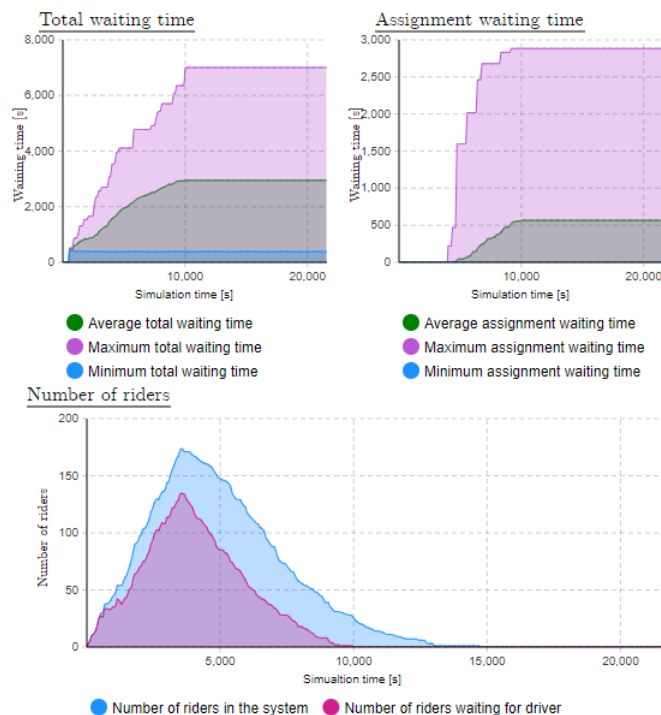 Total waiting time
Assignment waiting time
8,000
6,000
4,000
2,000
0
Waining time [s]
10,000
20,000
Simulation time [s]
3,000
2,500
2,000
1,500
1,000
500
0
Waining time [s]
10,000
20,000
Simulation time [s]
Average total waiting time
Maximum total waiting time
Minimum total waiting time
Average assignment waiting time
Maximum assignment waiting time
Minimum assignment waiting time
Number of riders
200
150
100
50
0
Number of riders
5,000
10,000
15,000
20,000
Simualtion time [s]
Number of riders in the system
Number of riders waiting for driver